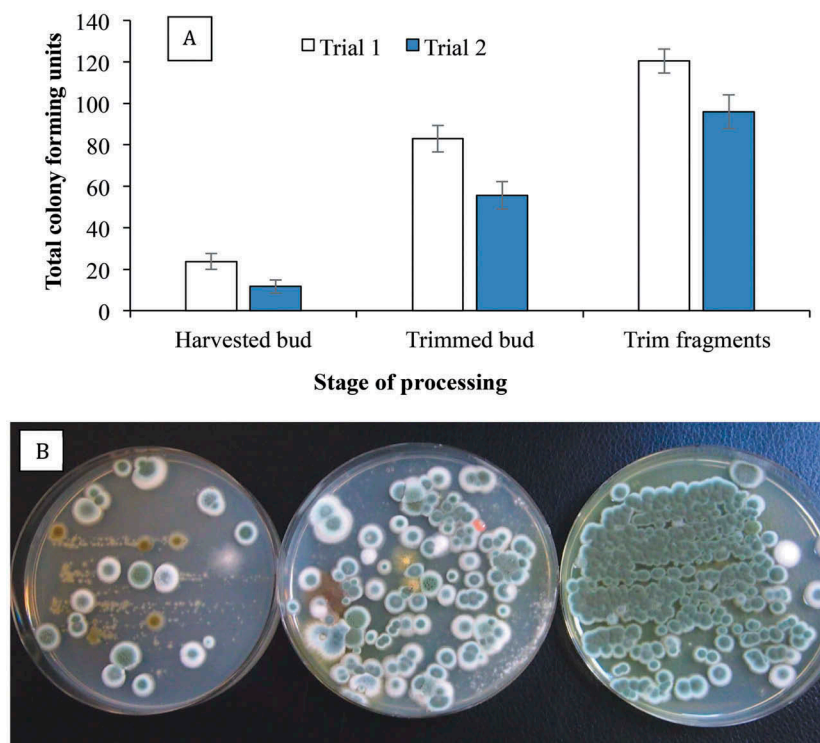 A
Total colony forming units
140
120
100
80
60
40
20
0
Trial 1 Trial 2
Harvested bud Trimmed bud Trim fragments
Stage of processing
B